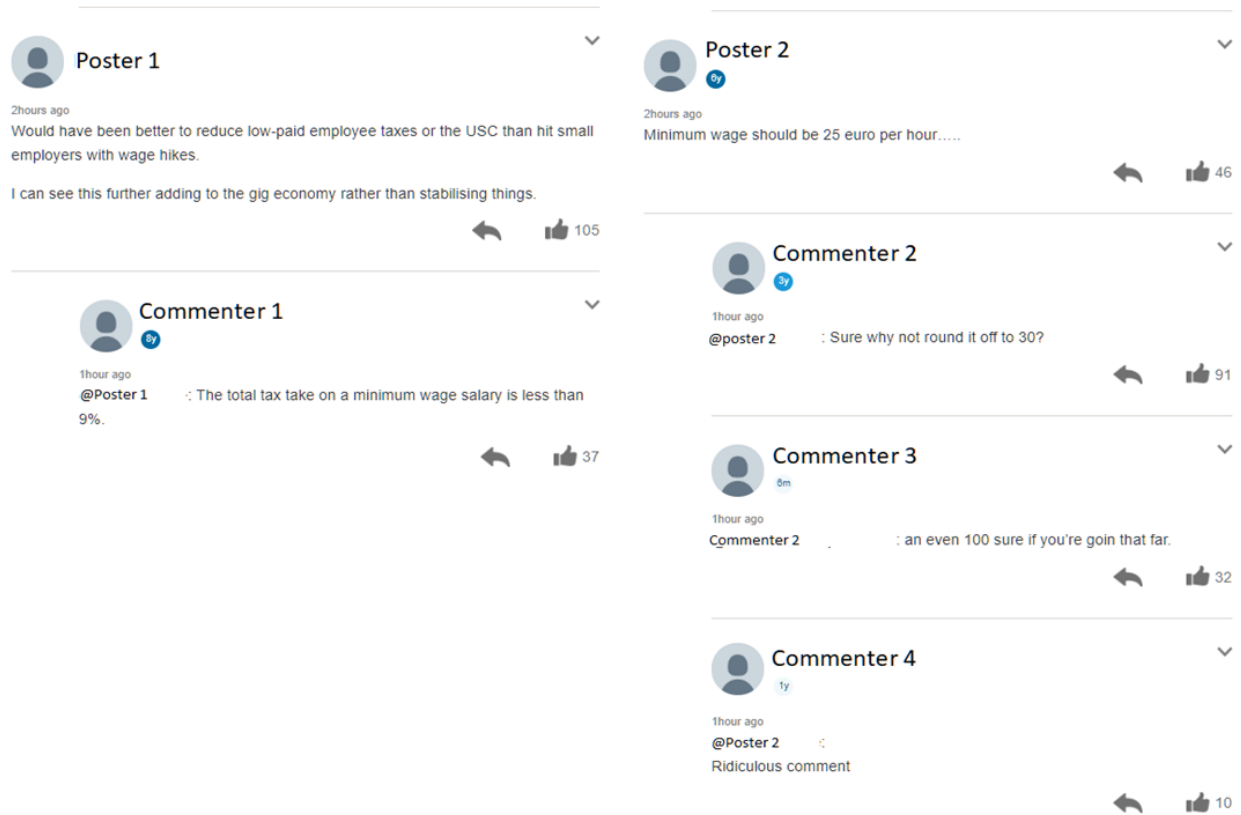 Poster 1
2hours ago
Would have been better to reduce low-paid employee taxes or the USC than hit small
employers with wage hikes.
I can see this further adding to the gig economy rather than stabilising things.
105
Commenter 1
8y
1hour ago
@Poster 1 : The total tax take on a minimum wage salary is less than
9%.
37
Poster 2
6y
2hours ago
Minimum wage should be 25 euro per hour.....
46
Commenter 2
3y
1hour ago
@poster 2 : Sure why not round it off to 30?
91
Commenter 3
6m
1hour ago
Commenter 2 : an even 100 sure if you're goin that far.
32
Commenter 4
1y
1hour ago
@Poster 2 :
Ridiculous comment
10